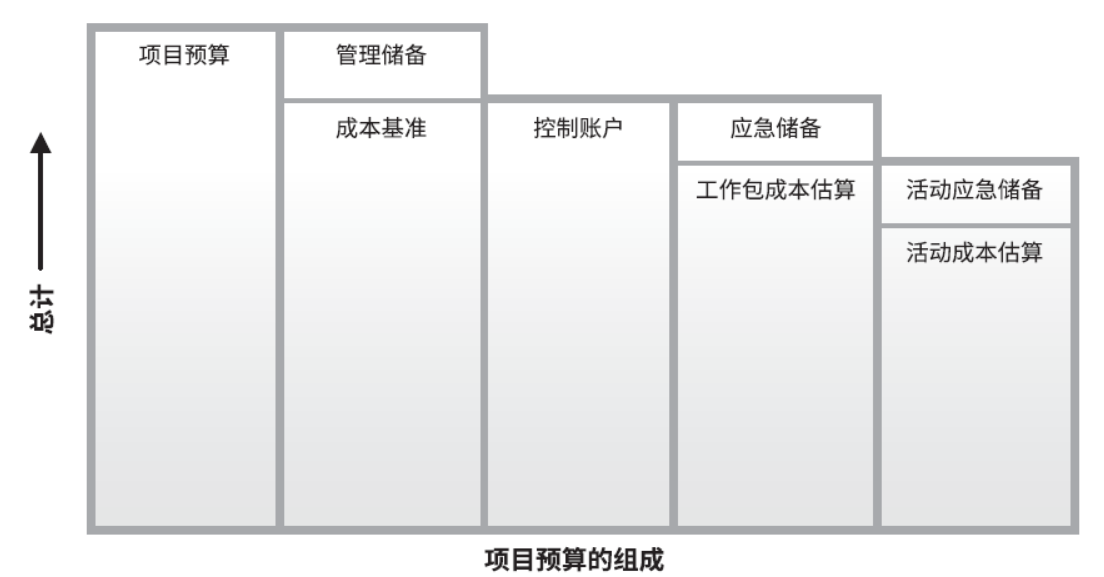 项目预算
管理储备
成本基准
控制账户
应急储备
工作包成本估算
活动应急储备
活动成本估算
总计
项目预算的组成